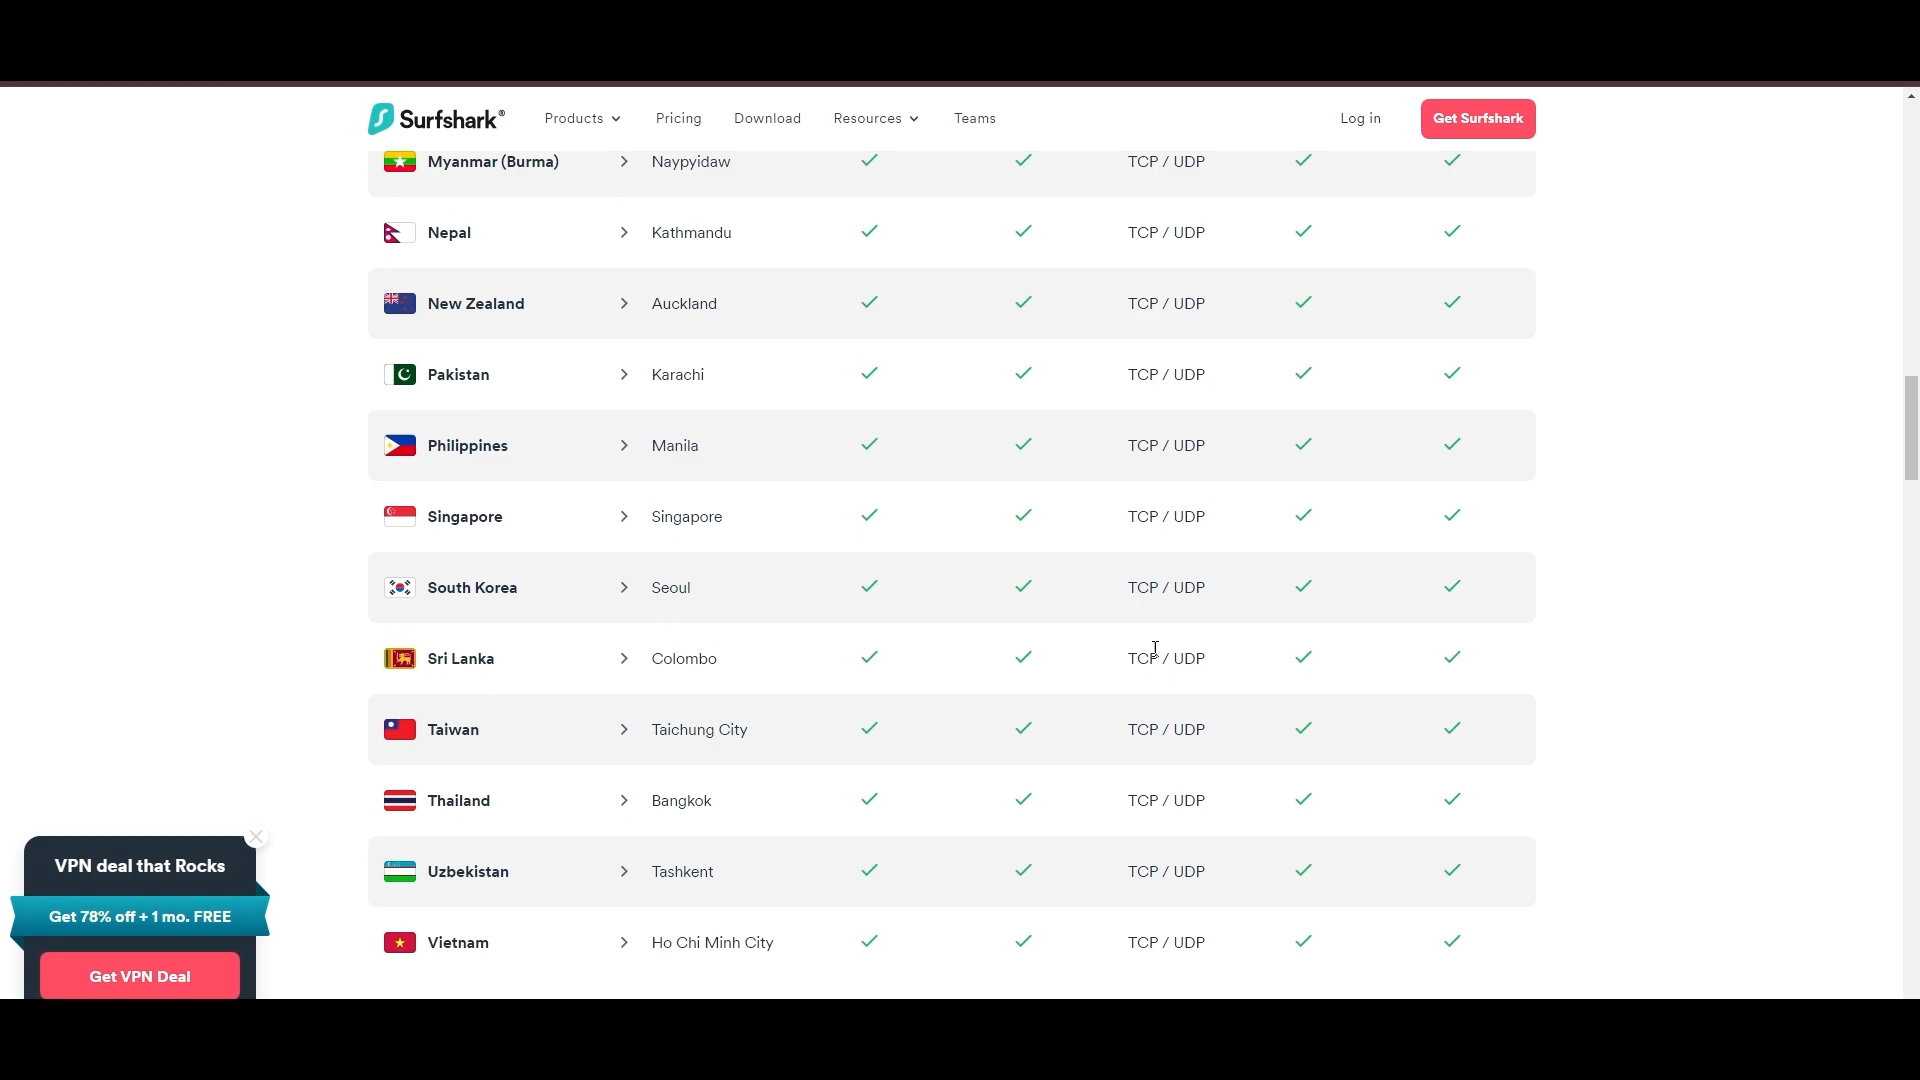 Surfshark® Products Pricing Download Resources Teams Log in Get Surfshark
Myanmar (Burma) Naypyidaw TCP / UDP
Nepal Kathmandu TCP / UDP
New Zealand Auckland TCP / UDP
Pakistan Karachi TCP / UDP
Philippines Manila TCP / UDP
Singapore Singapore TCP / UDP
South Korea Seoul TCP / UDP
Sri Lanka Colombo TCP / UDP
Taiwan Taichung City TCP / UDP
Thailand Bangkok TCP / UDP
Uzbekistan Tashkent TCP / UDP
Vietnam Ho Chi Minh City TCP / UDP
VPN deal that Rocks
Get 78% off + 1 mo. FREE
Get VPN Deal